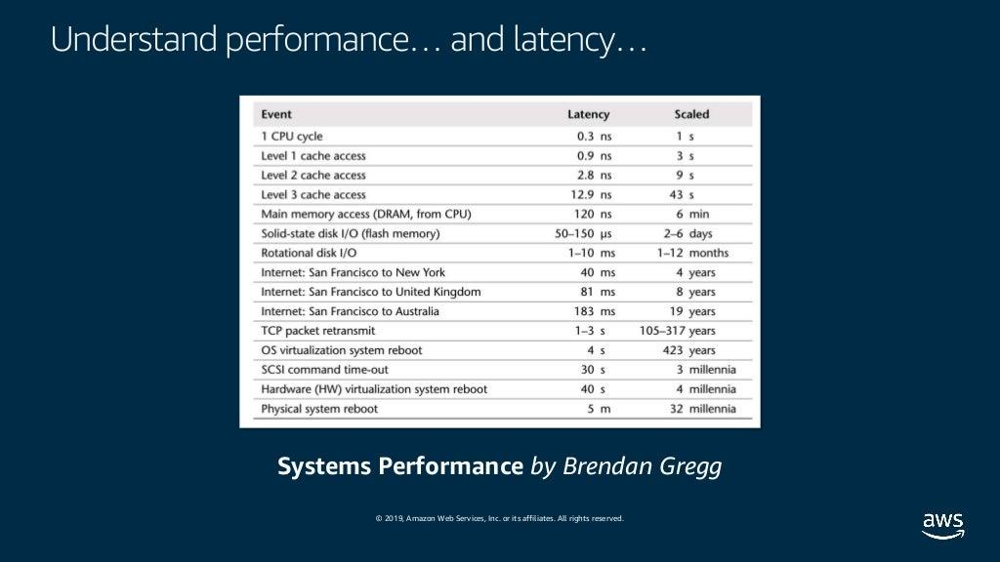 Understand performance… and latency…
Event Latency Scaled
1 CPU cycle 0.3 ns 1 s
Level 1 cache access 0.9 ns 3 s
Level 2 cache access 2.8 ns 9 s
Level 3 cache access 12.9 ns 43 s
Main memory access (DRAM, from CPU) 120 ns 6 min
Solid-state disk I/O (flash memory) 50–150 μs 2–6 days
Rotational disk I/O 1–10 ms 1–12 months
Internet: San Francisco to New York 40 ms 4 years
Internet: San Francisco to United Kingdom 81 ms 8 years
Internet: San Francisco to Australia 183 ms 19 years
TCP packet retransmit 1–3 s 105–317 years
OS virtualization system reboot 4 s 423 years
SCSI command time-out 30 s 3 millennia
Hardware (HW) virtualization system reboot 40 s 4 millennia
Physical system reboot 5 m 32 millennia
Systems Performance by Brendan Gregg
© 2019, Amazon Web Services, Inc. or its affiliates. All rights reserved.
aws